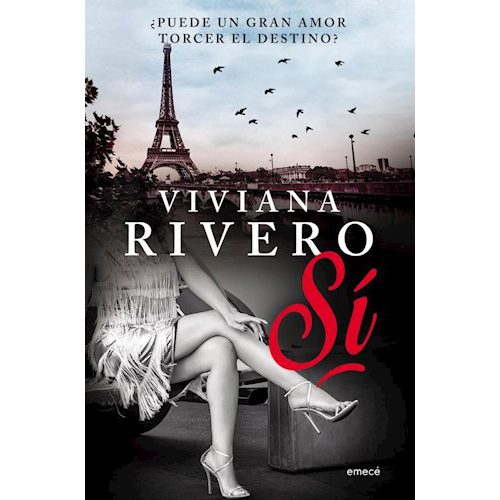 ¿PUEDE UN GRAN AMOR
TORCER EL DESTINO?
VIVIANA
RIVERO
Sí
emecé